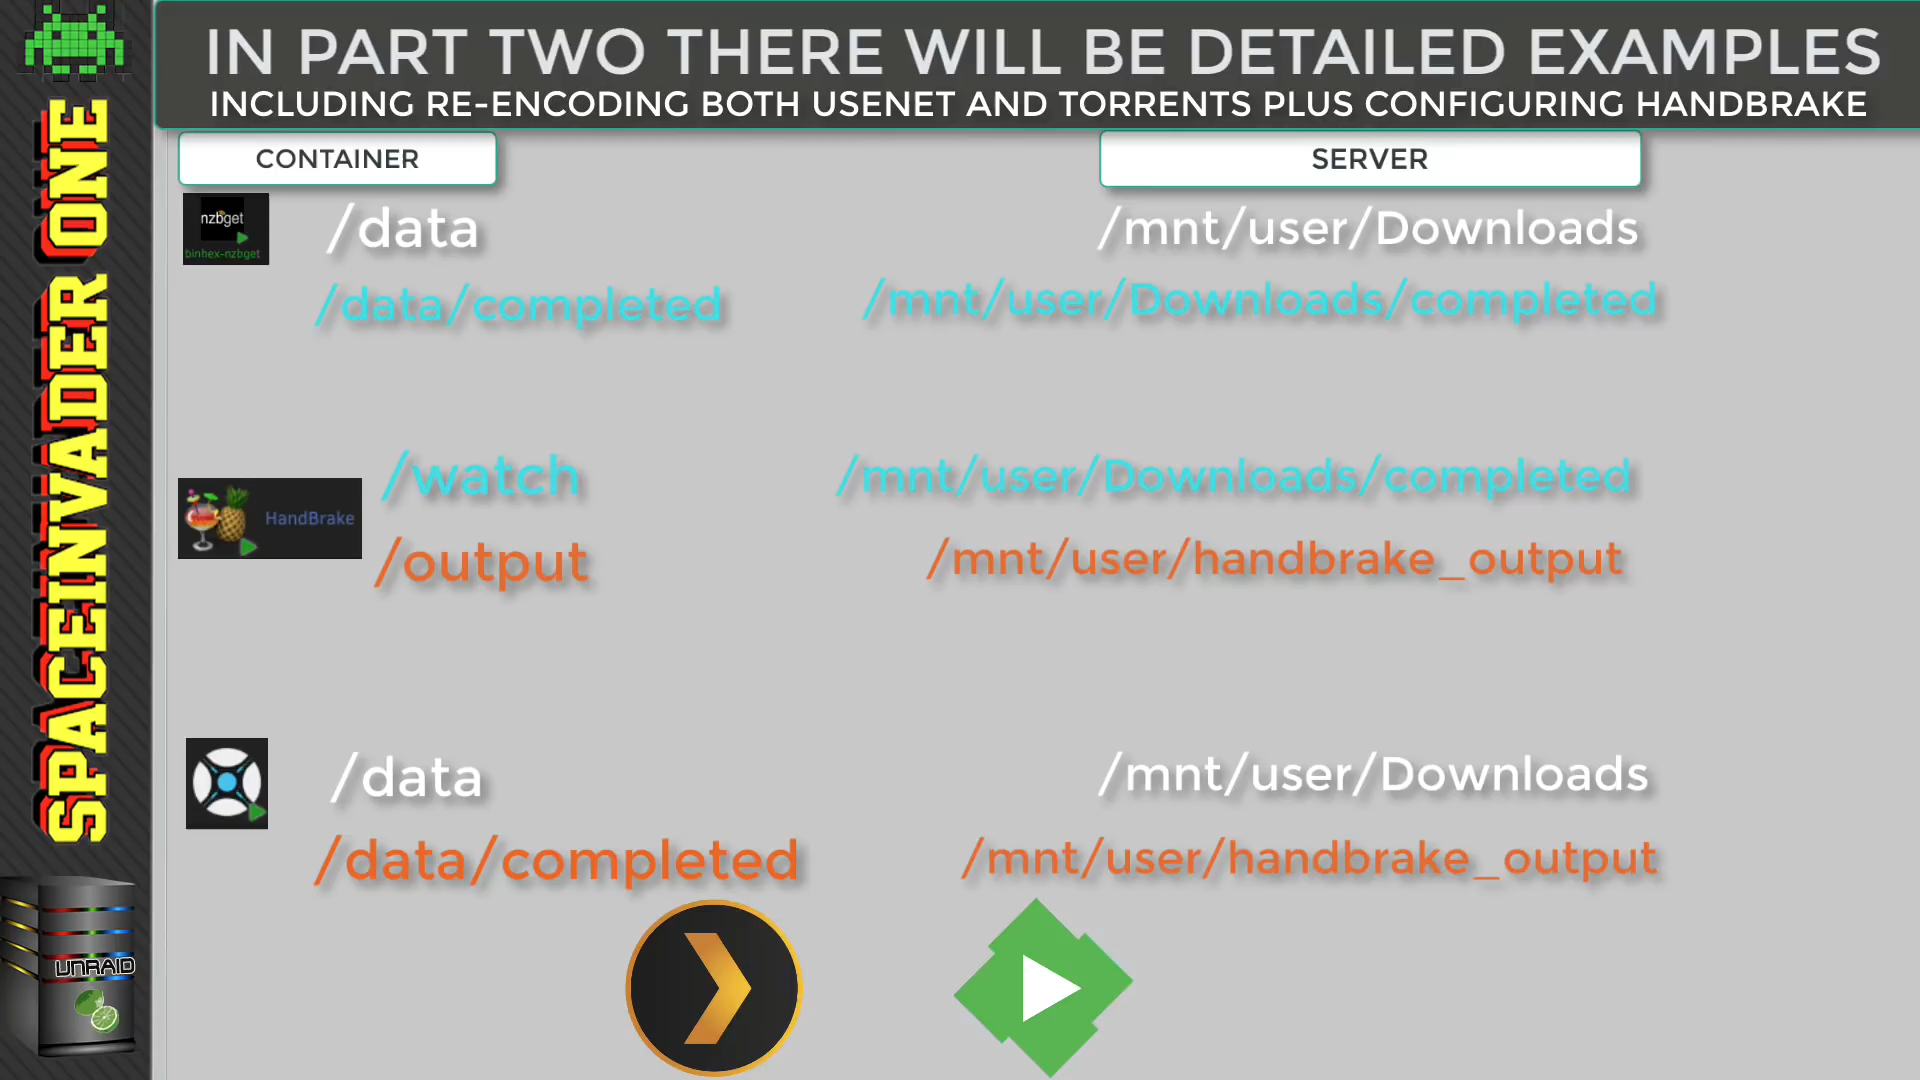 IN PART TWO THERE WILL BE DETAILED EXAMPLES
INCLUDING RE-ENCODING BOTH USENET AND TORRENTS PLUS CONFIGURING HANDBRAKE
SPACEINVADER ONE
CONTAINER
SERVER
nzbget
binhex-nzbget
/data
/mnt/user/Downloads
/data/completed
/mnt/user/Downloads/completed
/watch
/mnt/user/Downloads/completed
HandBrake
/output
/mnt/user/handbrake_output
/data
/mnt/user/Downloads
/data/completed
/mnt/user/handbrake_output
UNRAID